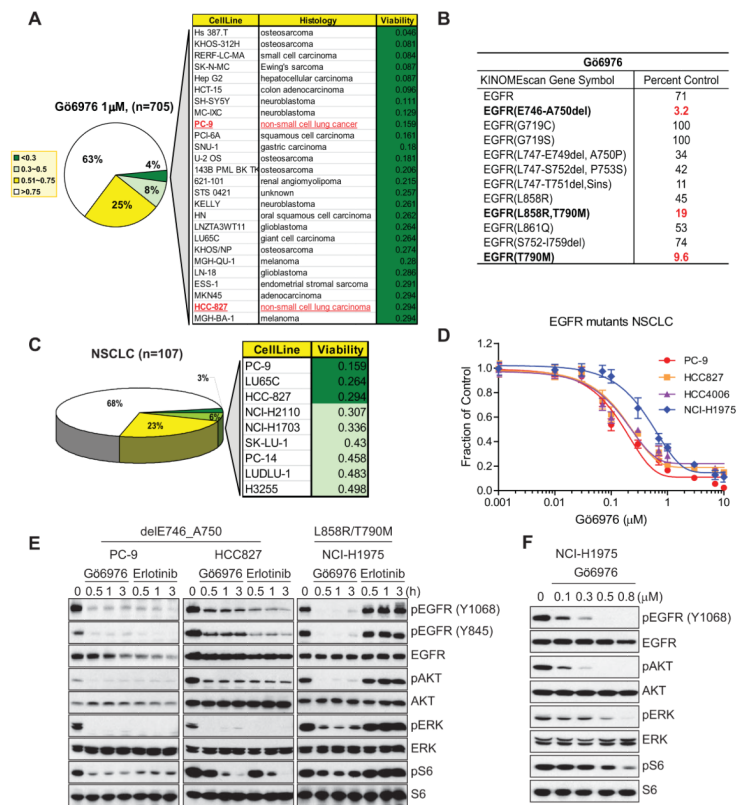 A
CellLine Histology Viability
Hs 387.T osteosarcoma 0.046
KHOS-312H osteosarcoma 0.081
RERF-LC-MA small cell carcinoma 0.084
SK-N-MC Ewing's sarcoma 0.087
Hep G2 hepatocellular carcinoma 0.087
HCT-15 colon adenocarcinoma 0.096
SH-SY5Y neuroblastoma 0.111
MC-IXC neuroblastoma 0.129
PC-9 non-small cell lung cancer 0.159
PCI-6A squamous cell carcinoma 0.161
SNU-1 gastric carcinoma 0.18
U-2 OS osteosarcoma 0.181
143B PML BK TK osteosarcoma 0.206
621-101 renal angiomyolipoma 0.215
STS 0421 unknown 0.257
KELLY neuroblastoma 0.261
HN oral squamous cell carcinoma 0.262
LNZTA3WT11 glioblastoma 0.264
LU65C giant cell carcinoma 0.264
KHOS/NP osteosarcoma 0.274
MGH-QU-1 melanoma 0.28
LN-18 glioblastoma 0.286
ESS-1 endometrial stromal sarcoma 0.291
MKN45 adenocarcinoma 0.294
HCC-827 non-small cell lung carcinoma 0.294
MGH-BA-1 melanoma 0.294
Gö6976 1µM, (n=705)
<0.3
0.3~0.5
0.51~0.75
>0.75
63%
4%
8%
25%
B
Gö6976
KINOMEscan Gene Symbol Percent Control
EGFR 71
EGFR(E746-A750del) 3.2
EGFR(G719C) 100
EGFR(G719S) 100
EGFR(L747-E749del, A750P) 34
EGFR(L747-S752del, P753S) 42
EGFR(L747-T751del,Sins) 11
EGFR(L858R) 45
EGFR(L858R,T790M) 19
EGFR(L861Q) 53
EGFR(S752-I759del) 74
EGFR(T790M) 9.6
C
NSCLC (n=107)
3%
68%
6%
23%
CellLine Viability
PC-9 0.159
LU65C 0.264
HCC-827 0.294
NCI-H2110 0.307
NCI-H1703 0.336
SK-LU-1 0.43
PC-14 0.458
LUDLU-1 0.483
H3255 0.498
D
EGFR mutants NSCLC
PC-9
HCC827
HCC4006
NCI-H1975
Fraction of Control
1.2
1.0
0.8
0.6
0.4
0.2
0.0
0.001 0.01 0.1 1 10
Gö6976 (µM)
E
delE746_A750 L858R/T790M
PC-9 HCC827 NCI-H1975
Gö6976 Erlotinib Gö6976 Erlotinib Gö6976 Erlotinib
0 0.5 1 3 0.5 1 3 0 0.5 1 3 0.5 1 3 0 0.5 1 3 0.5 1 3 (h)
pEGFR (Y1068)
pEGFR (Y845)
EGFR
pAKT
AKT
pERK
ERK
pS6
S6
F
NCI-H1975
Gö6976
0 0.1 0.3 0.5 0.8 (µM)
pEGFR (Y1068)
EGFR
pAKT
AKT
pERK
ERK
pS6
S6